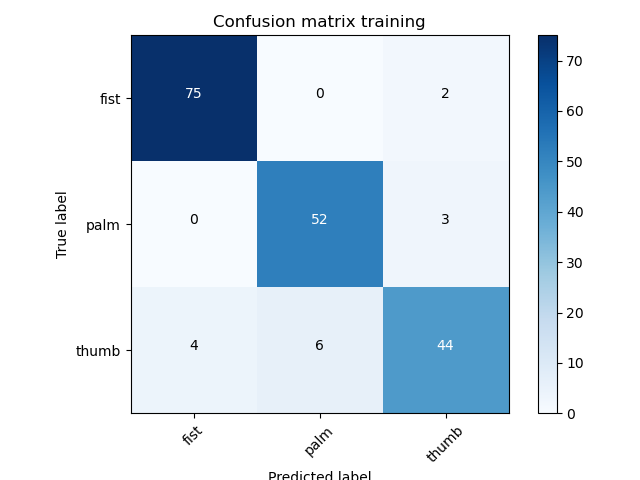 Confusion matrix training
True label
fist 75 0 2
palm 0 52 3
thumb 4 6 44
fist palm thumb
Predicted label
70
60
50
40
30
20
10
0